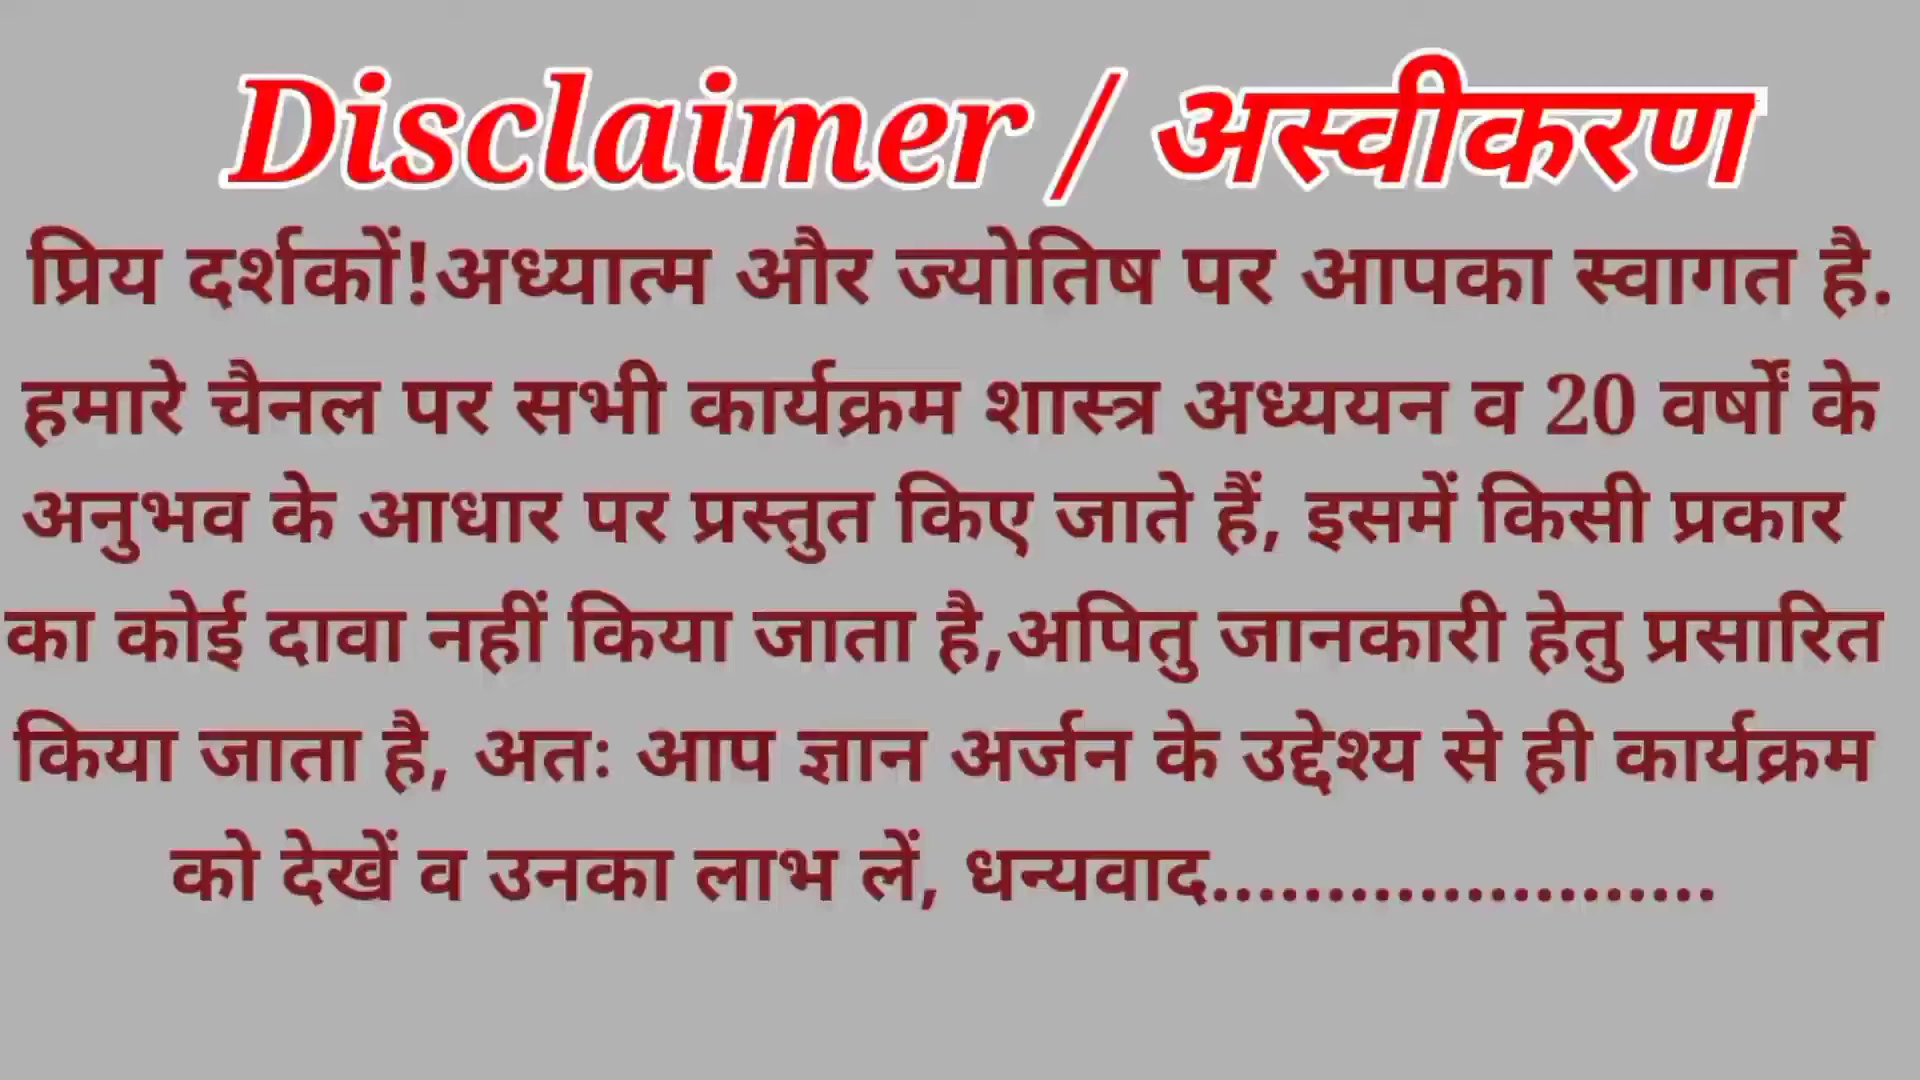 Disclaimer / अस्वीकरण
प्रिय दर्शकों!अध्यात्म और ज्योतिष पर आपका स्वागत है.
हमारे चैनल पर सभी कार्यक्रम शास्त्र अध्ययन व 20 वर्षों के
अनुभव के आधार पर प्रस्तुत किए जाते हैं, इसमें किसी प्रकार
का कोई दावा नहीं किया जाता है,अपितु जानकारी हेतु प्रसारित
किया जाता है, अतः आप ज्ञान अर्जन के उद्देश्य से ही कार्यक्रम
को देखें व उनका लाभ लें, धन्यवाद......................